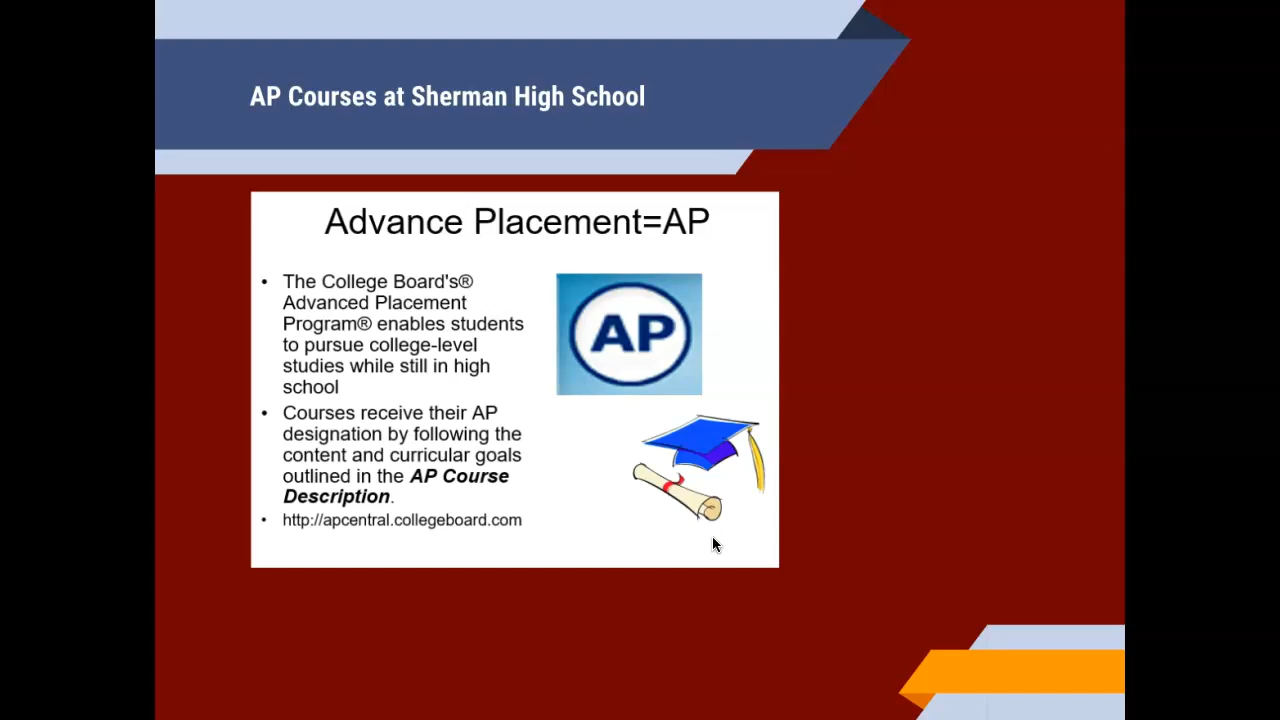 AP Courses at Sherman High School
Advance Placement=AP
• The College Board's®
Advanced Placement
Program® enables students
to pursue college-level
studies while still in high
school
• Courses receive their AP
designation by following the
content and curricular goals
outlined in the AP Course
Description.
• http://apcentral.collegeboard.com
AP